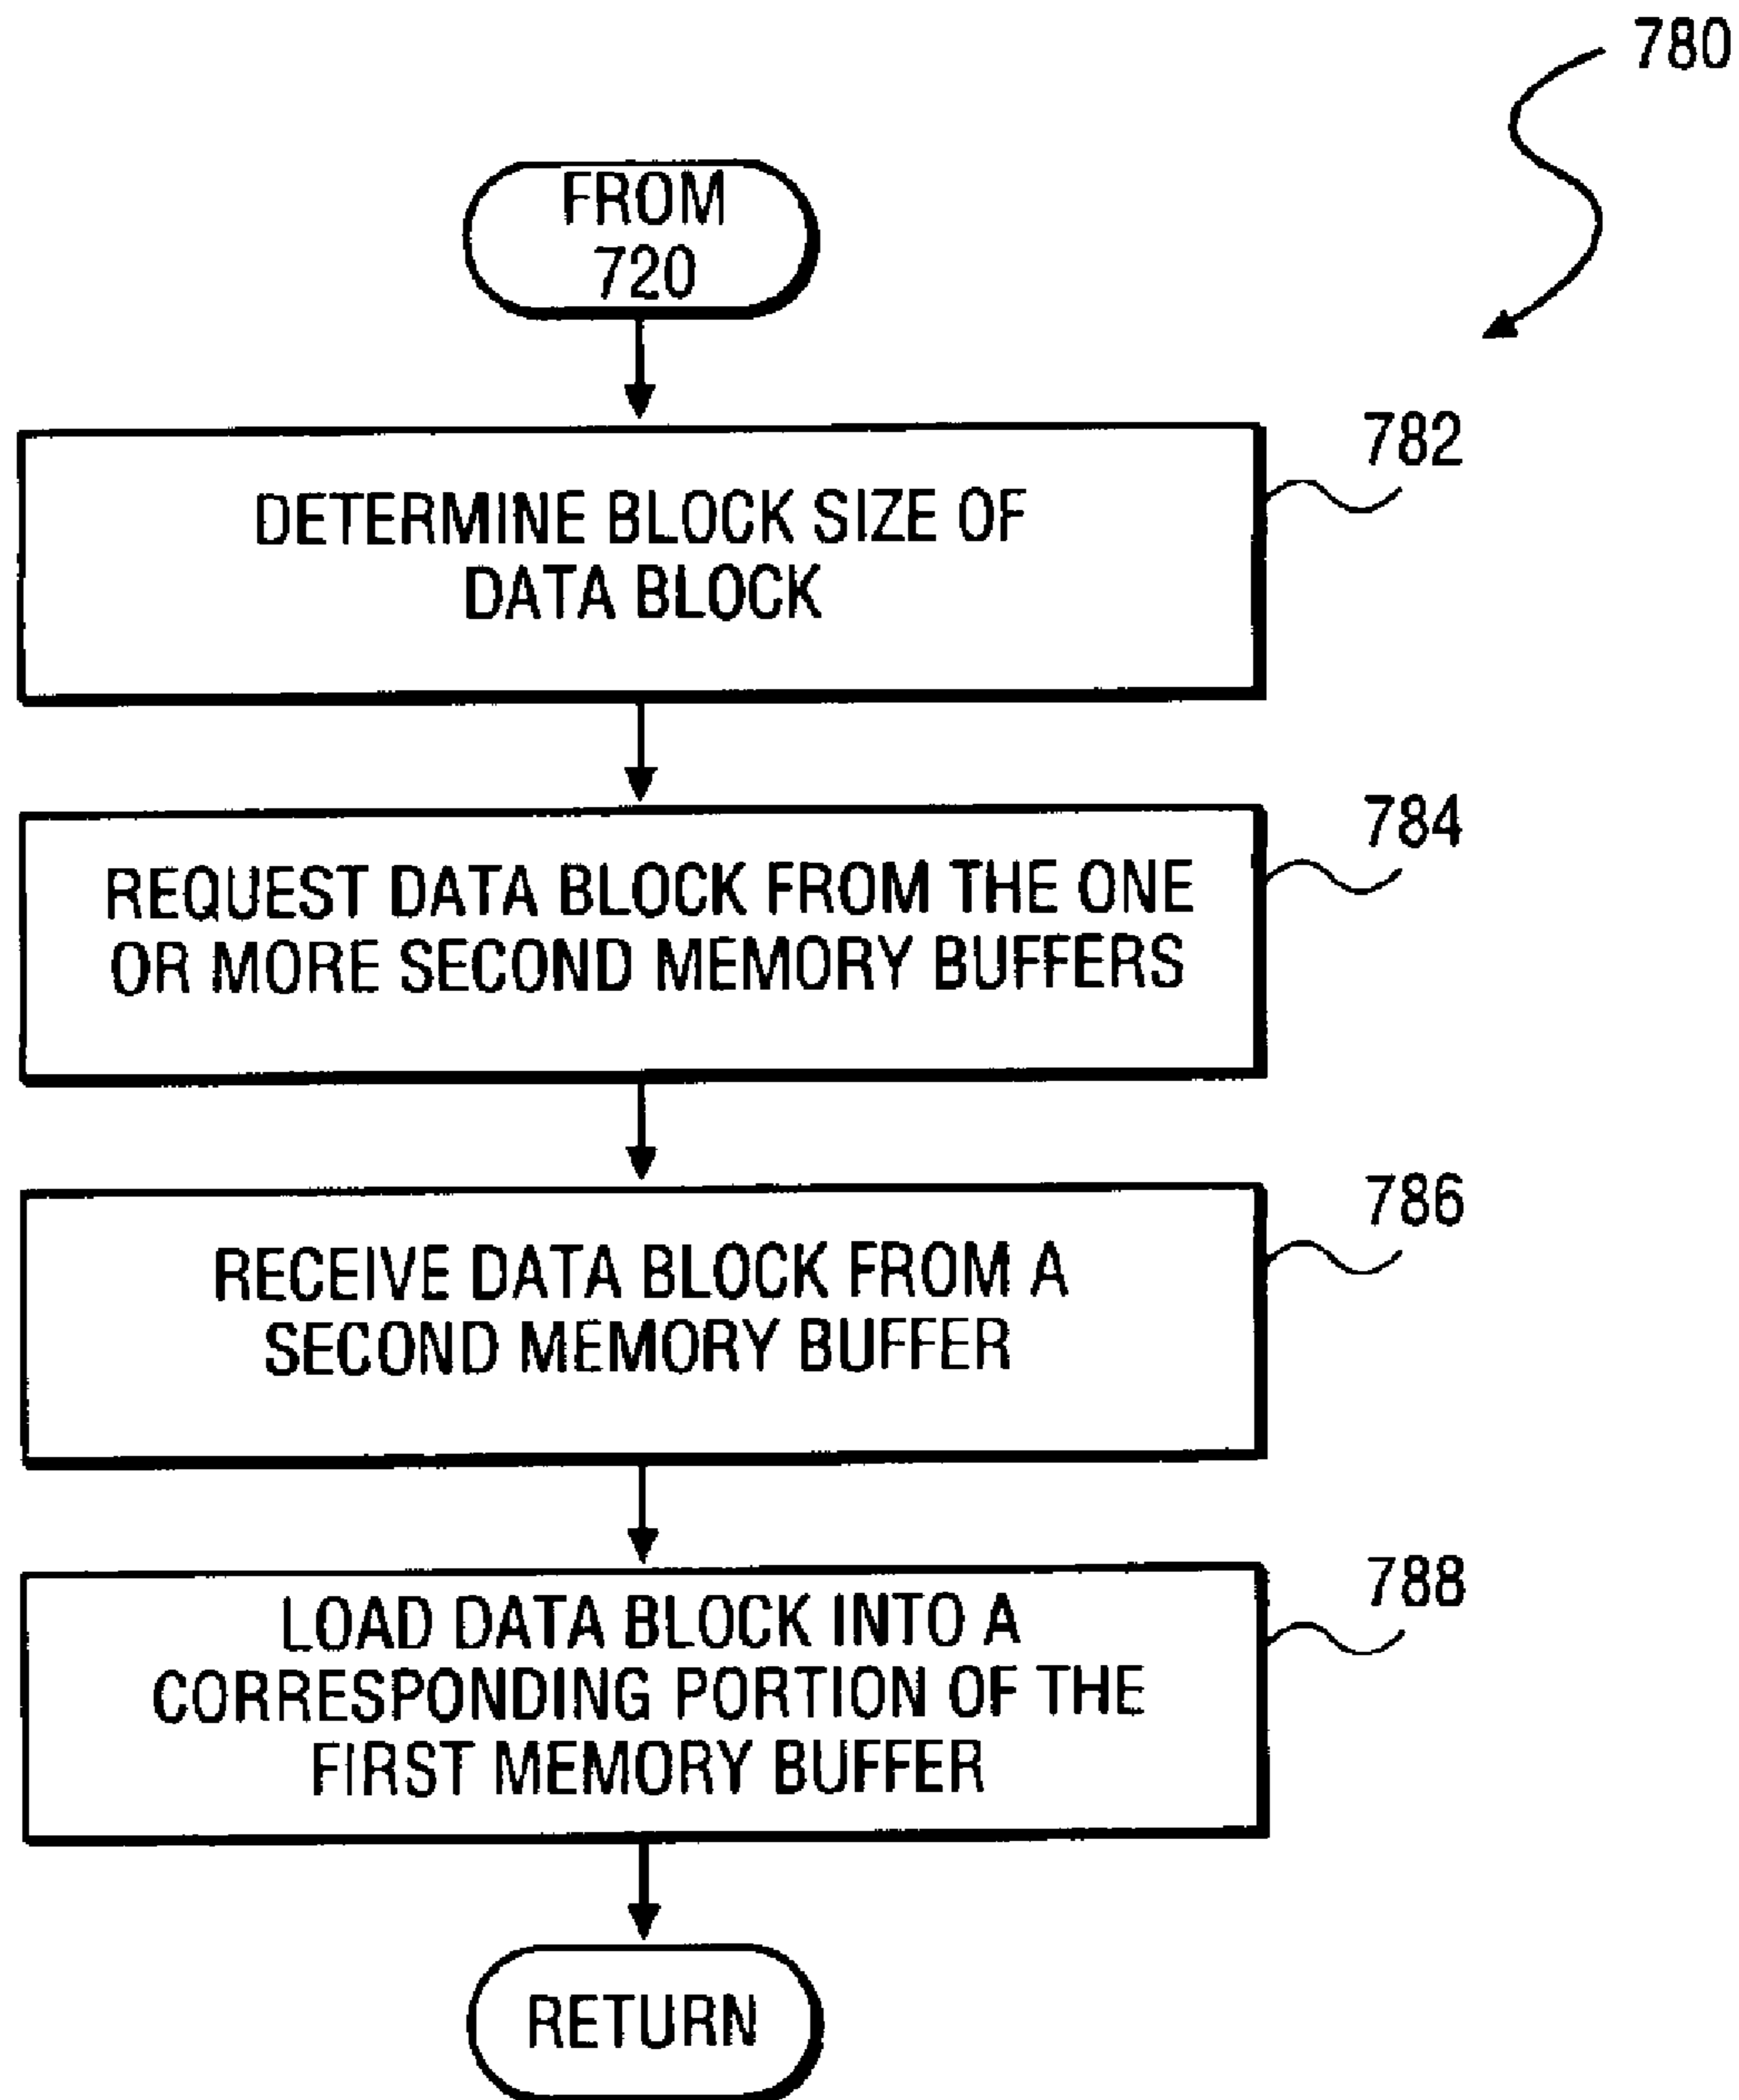 780
FROM
720
782
DETERMINE BLOCK SIZE OF
DATA BLOCK
784
REQUEST DATA BLOCK FROM THE ONE
OR MORE SECOND MEMORY BUFFERS
786
RECEIVE DATA BLOCK FROM A
SECOND MEMORY BUFFER
788
LOAD DATA BLOCK INTO A
CORRESPONDING PORTION OF THE
FIRST MEMORY BUFFER
RETURN